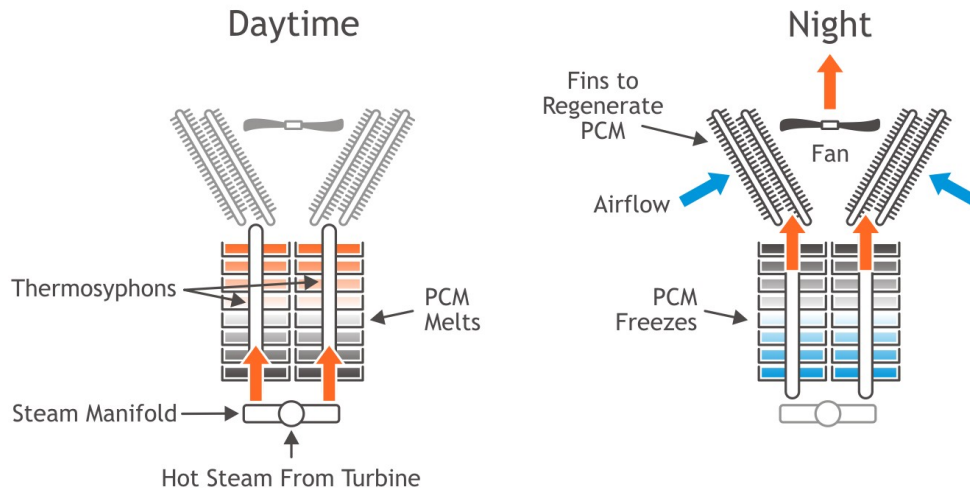 Daytime
Thermosyphons
PCM
Melts
Steam Manifold
Hot Steam From Turbine
Night
Fins to
Regenerate
PCM
Fan
Airflow
PCM
Freezes